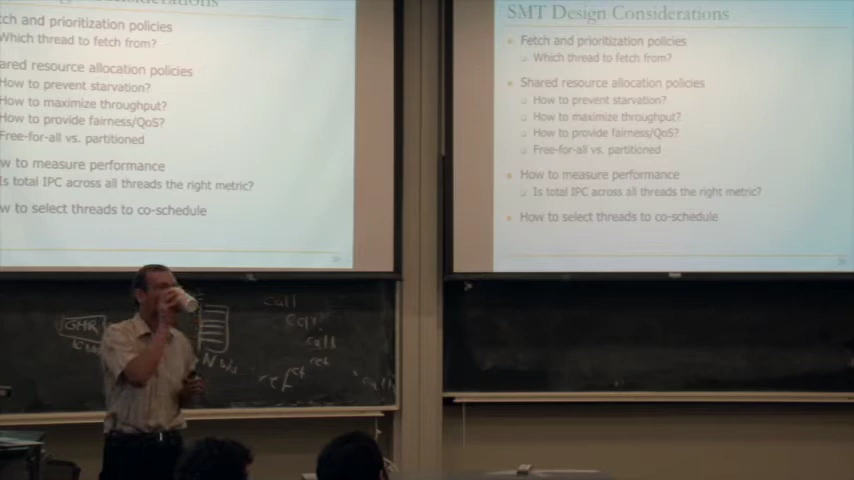 ch and prioritization policies
Which thread to fetch from?
ared resource allocation policies
How to prevent starvation?
How to maximize throughput?
How to provide fairness/QoS?
Free-for-all vs. partitioned
w to measure performance
Is total IPC across all threads the right metric?
w to select threads to co-schedule
SMT Design Considerations
Fetch and prioritization policies
Which thread to fetch from?
Shared resource allocation policies
How to prevent starvation?
How to maximize throughput?
How to provide fairness/QoS?
Free-for-all vs. partitioned
How to measure performance
Is total IPC across all threads the right metric?
How to select threads to co-schedule
GHR
call
call
ret
call